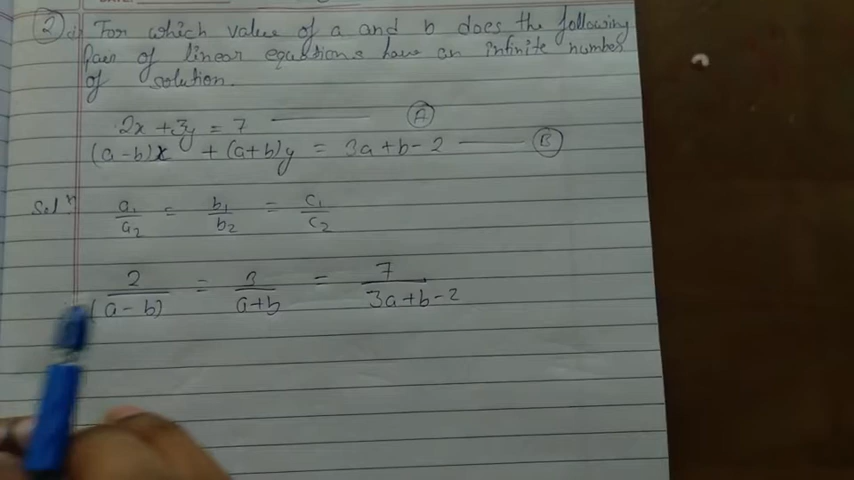 ② For which value of a and b does the following
pair of linear equations have an infinite number
of solution.
2x + 3y = 7 ——— Ⓐ
(a-b)x + (a+b)y = 3a+b-2 ——— Ⓑ
Solⁿ a₁/a₂ = b₁/b₂ = c₁/c₂
2/(a-b) = 3/a+b = 7/3a+b-2